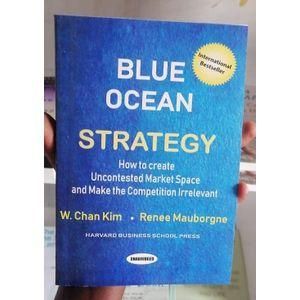 International
Bestseller
BLUE
OCEAN
STRATEGY
How to create
Uncontested Market Space
and Make the Competition Irrelevant
W. Chan Kim • Renee Mauborgne
HARVARD BUSINESS SCHOOL PRESS
UNABRIDGED